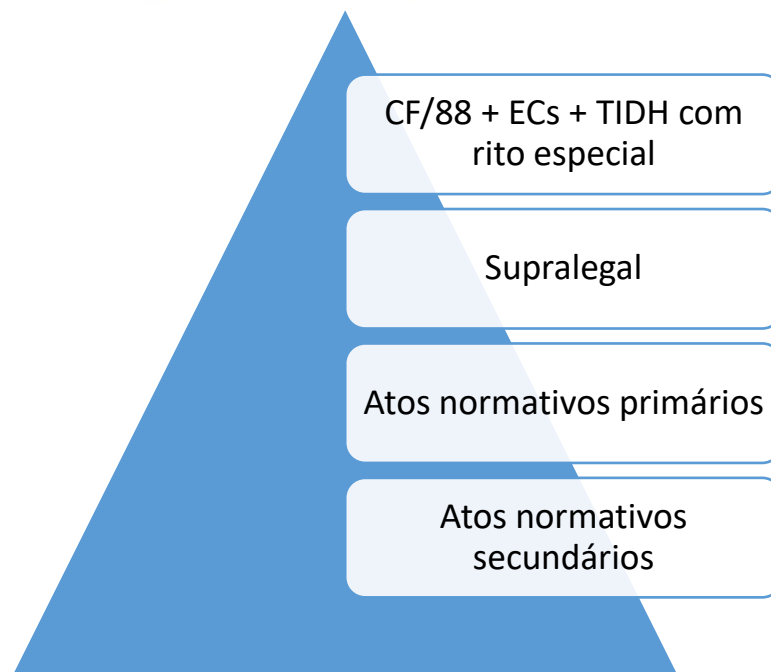 CF/88 + ECs + TIDH com
rito especial
Supralegal
Atos normativos primários
Atos normativos
secundários